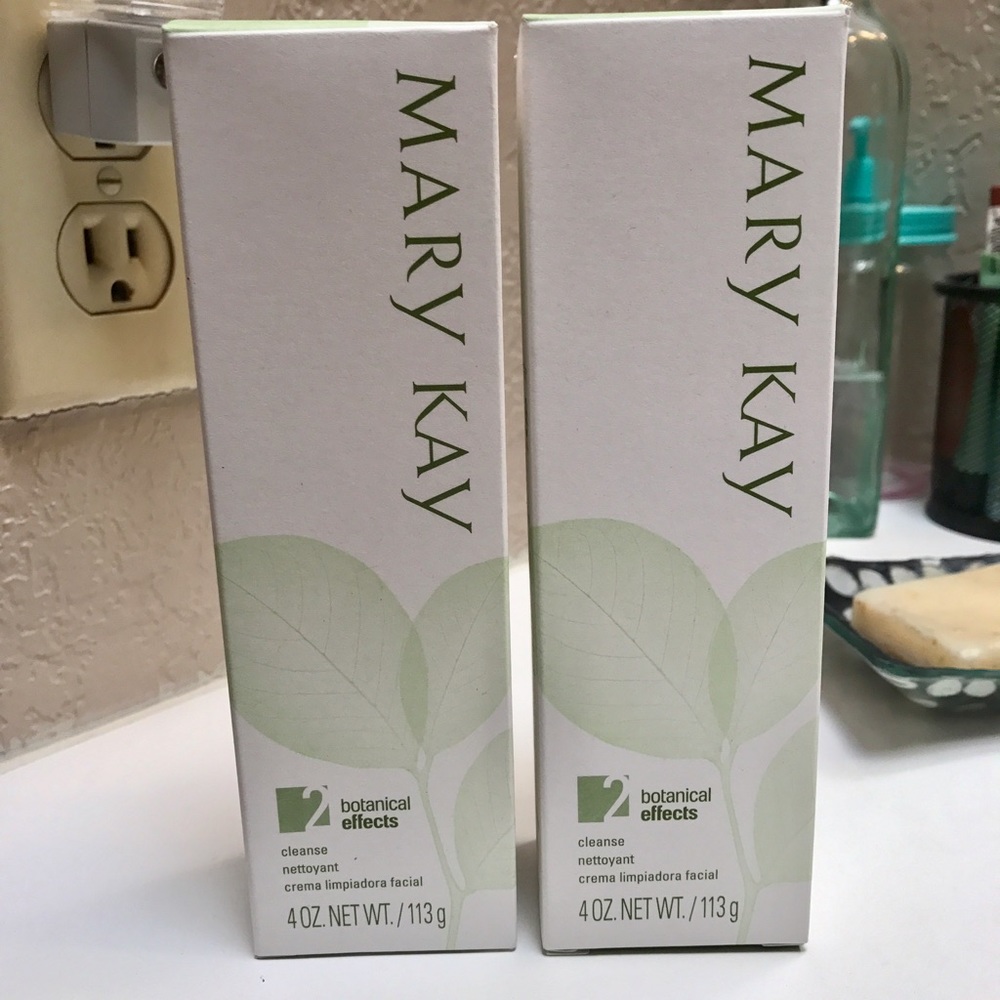 MARY KAY
2 botanical
effects
cleanse
nettoyant
crema limpiadora facial
4 OZ. NET WT. / 113 g
MARY KAY
2 botanical
effects
cleanse
nettoyant
crema limpiadora facial
4 OZ. NET WT. / 113 g